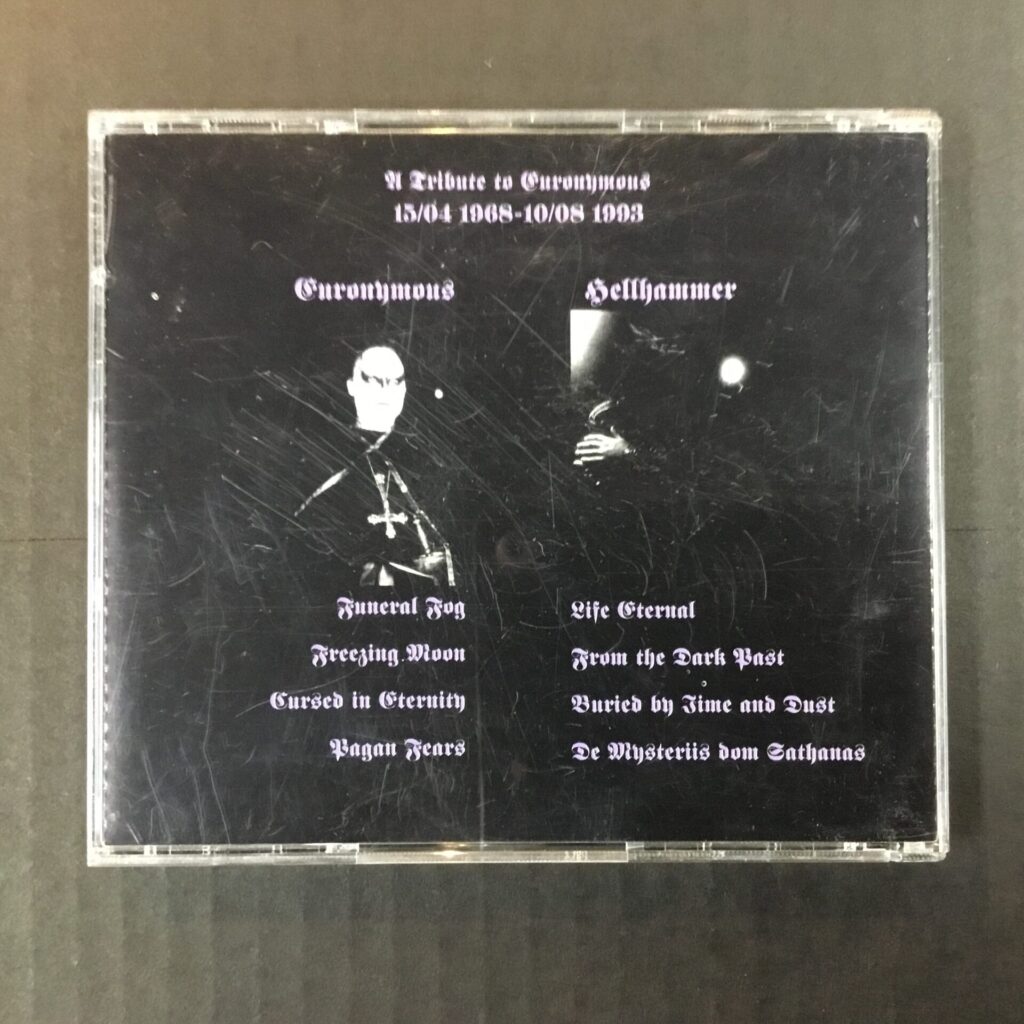 A Tribute to Euronymous
15/04 1968-10/08 1993
Euronymous
Hellhammer
Funeral Fog
Freezing Moon
Cursed in Eternity
Pagan Fears
Life Eternal
From the Dark Past
Buried by Time and Dust
De Mysteriis dom Sathanas